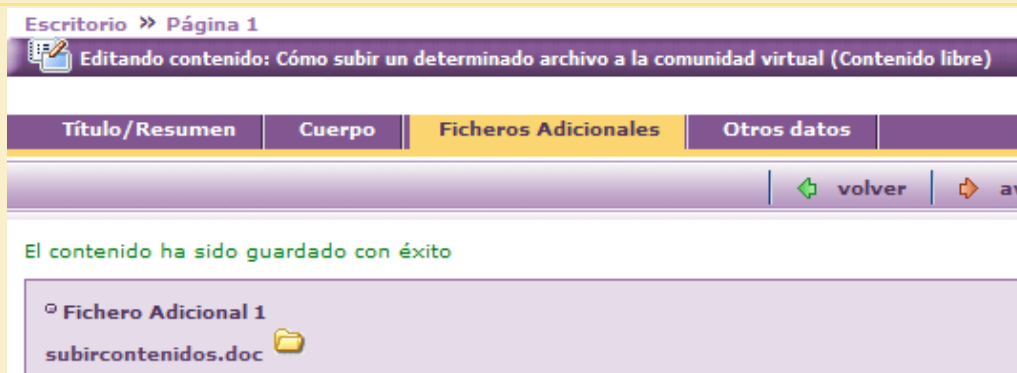 Escritorio » Página 1
Editando contenido: Cómo subir un determinado archivo a la comunidad virtual (Contenido libre)
Título/Resumen Cuerpo Ficheros Adicionales Otros datos
volver
El contenido ha sido guardado con éxito
Fichero Adicional 1
subircontenidos.doc